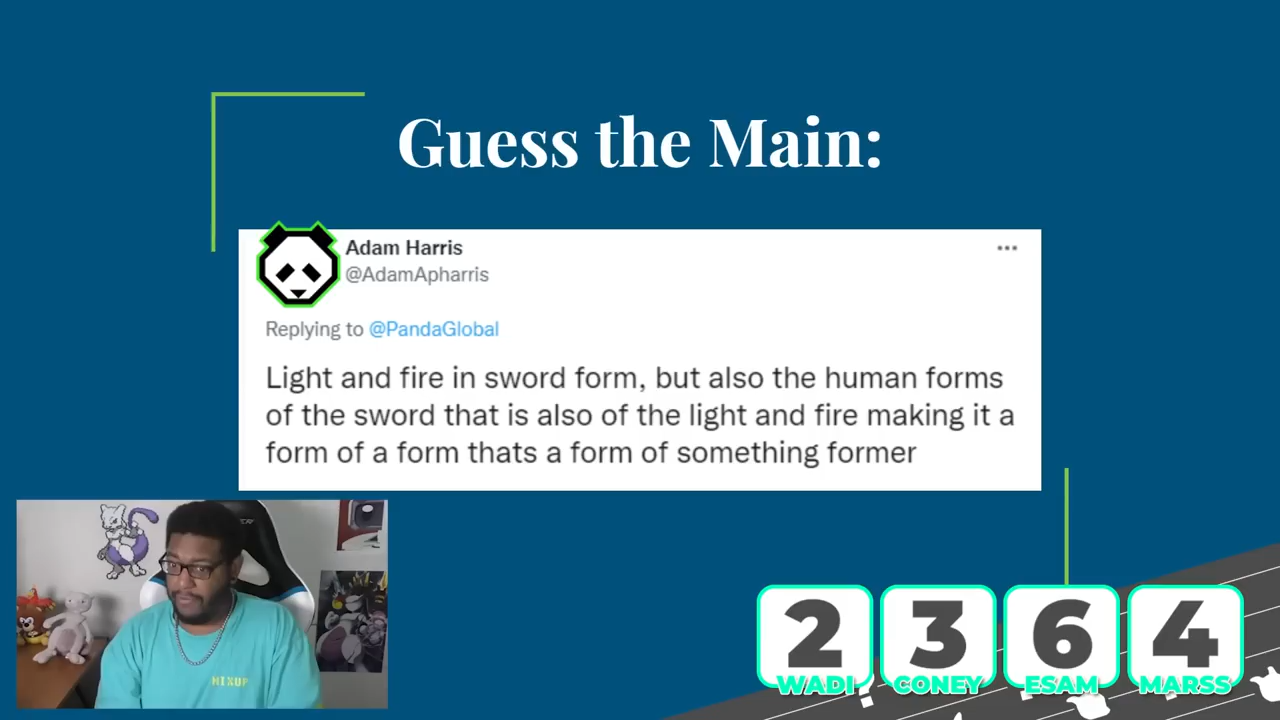 Guess the Main:
Adam Harris
@AdamApharris
Replying to @PandaGlobal
Light and fire in sword form, but also the human forms
of the sword that is also of the light and fire making it a
form of a form thats a form of something former
MIXUP
2 3 6 4
WADI CONEY ESAM MARSS